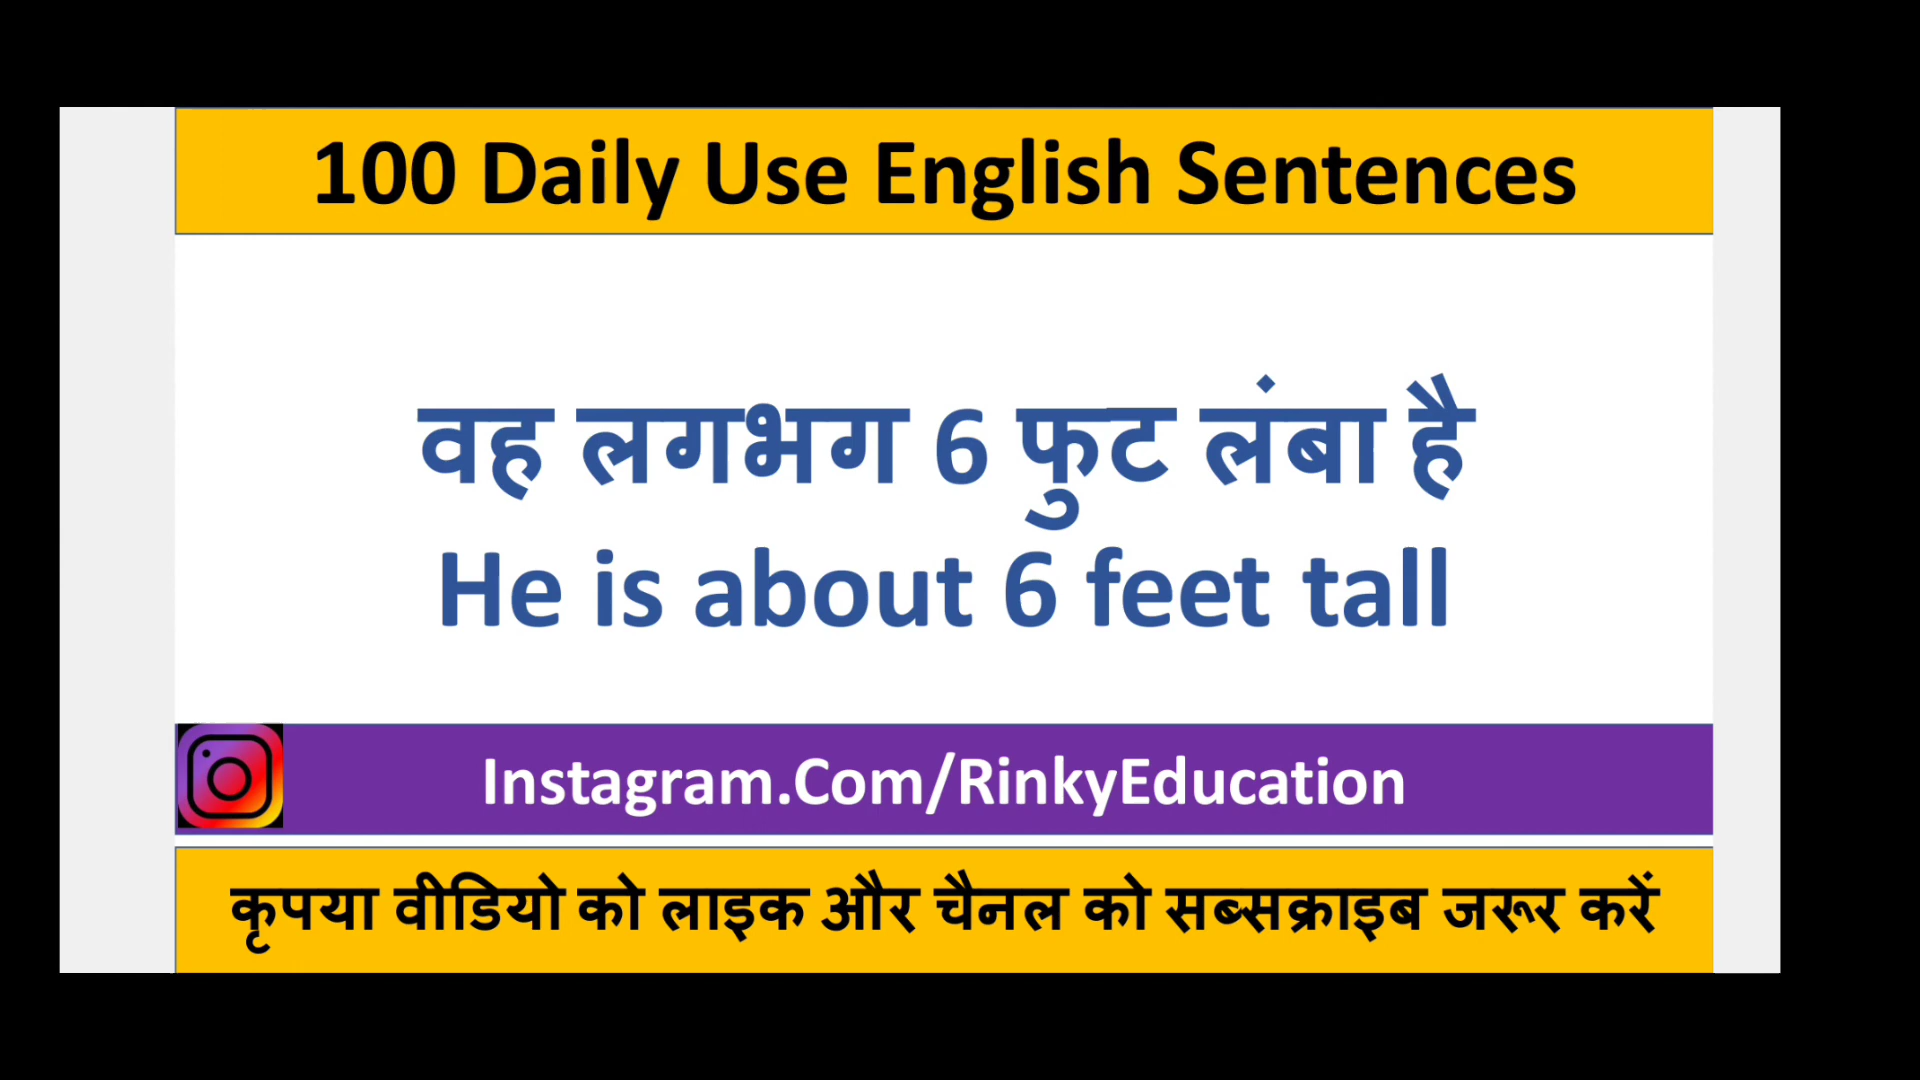 100 Daily Use English Sentences
वह लगभग 6 फुट लंबा है
He is about 6 feet tall
Instagram.Com/RinkyEducation
कृपया वीडियो को लाइक और चैनल को सब्सक्राइब जरूर करें